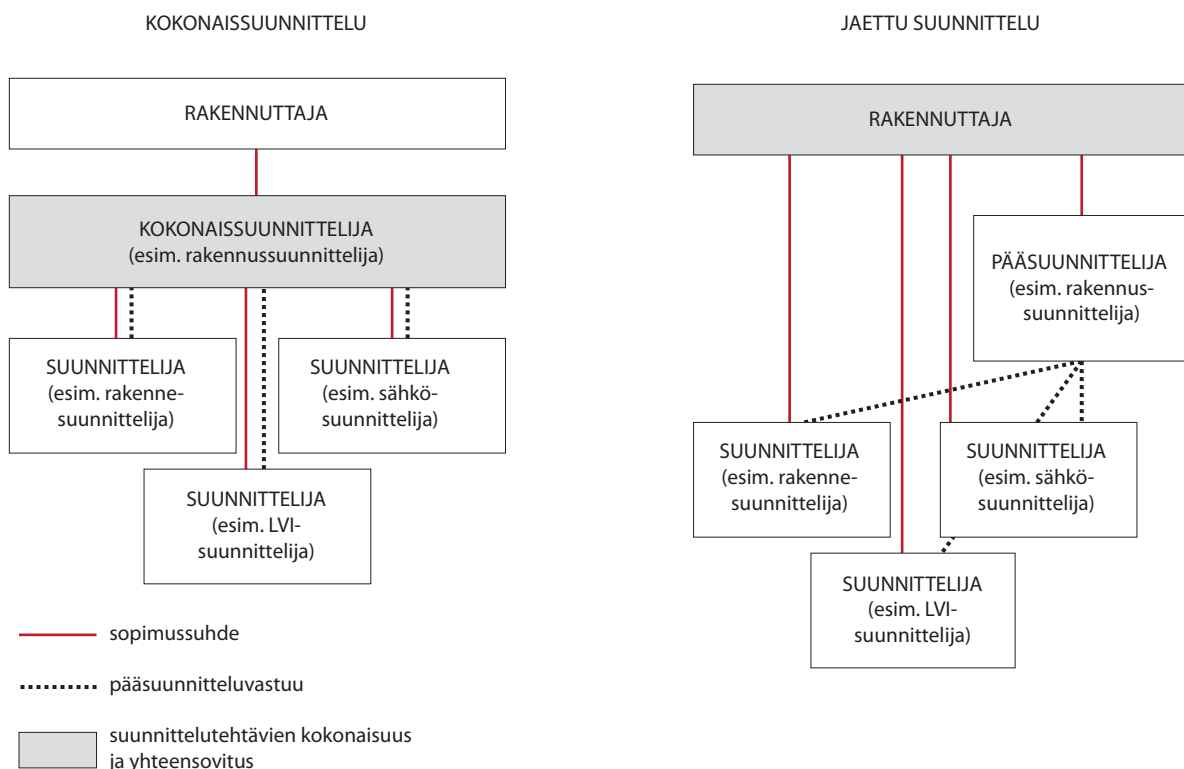 KOKONAISSUUNNITTELU
RAKENNUTTAJA
KOKONAISSUUNNITTELIJA
(esim. rakennussuunnittelija)
SUUNNITTELIJA
(esim. rakenne-
suunnittelija)
SUUNNITTELIJA
(esim. sähkö-
suunnittelija)
SUUNNITTELIJA
(esim. LVI-
suunnittelija)
JAETTU SUUNNITTELU
RAKENNUTTAJA
PÄÄSUUNNITTELIJA
(esim. rakennus-
suunnittelija)
SUUNNITTELIJA
(esim. rakenne-
suunnittelija)
SUUNNITTELIJA
(esim. sähkö-
suunnittelija)
SUUNNITTELIJA
(esim. LVI-
suunnittelija)
sopimussuhde
pääsuunnitteluvastuu
suunnittelutehtävien kokonaisuus
ja yhteensovitus